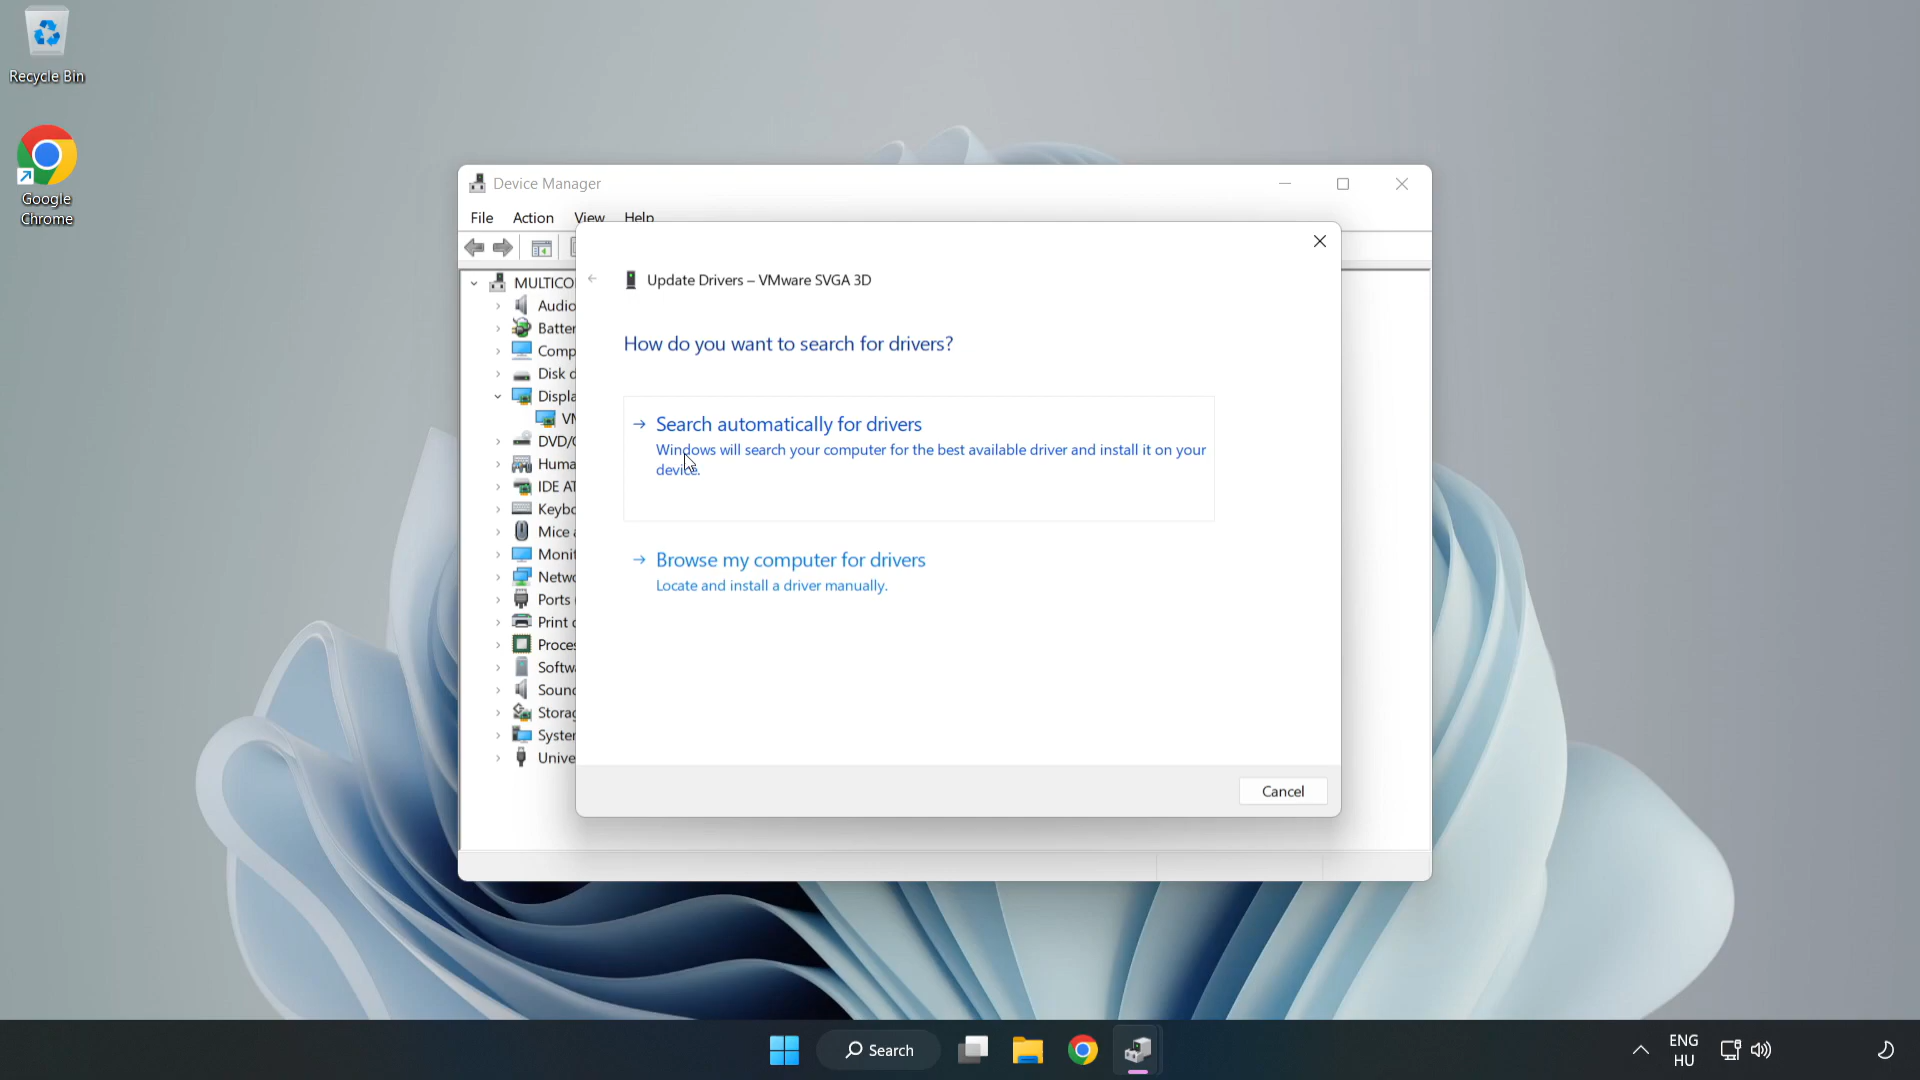 Recycle Bin
Google
Chrome
Device Manager
File Action View Help
MULTICO
Audio
Batter
Comp
Disk d
Displa
VM
DVD/C
Huma
IDE AT
Keybo
Mice a
Monit
Netwo
Ports (
Print q
Proces
Softwa
Sound
Storag
System
Unive
Update Drivers – VMware SVGA 3D
How do you want to search for drivers?
Search automatically for drivers
Windows will search your computer for the best available driver and install it on your
device.
Browse my computer for drivers
Locate and install a driver manually.
Cancel
Search
ENG
HU